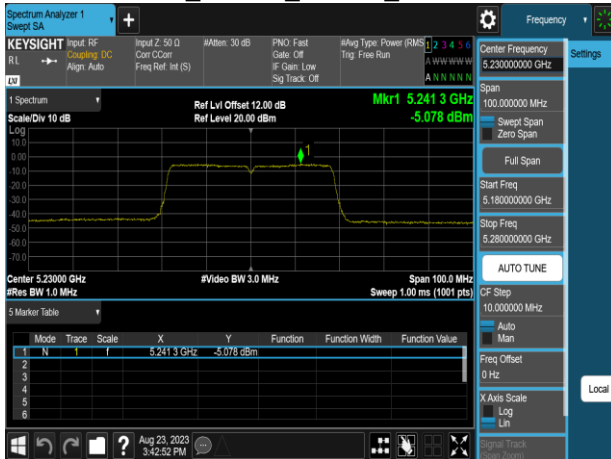 Spectrum Analyzer 1
Swept SA
+
Frequency
KEYSIGHT
RL
Input: RF
Coupling: DC
Align: Auto
Input Z: 50 Ω
Corr CCorr
Freq Ref: Int (S)
#Atten: 30 dB
PNO: Fast
Gate: Off
IF Gain: Low
Sig Track: Off
#Avg Type: Power (RMS
Trig: Free Run
1 2 3 4 5 6
A W W W W W
A N N N N N
LXI
1 Spectrum
Scale/Div 10 dB
Ref Lvl Offset 12.00 dB
Ref Level 20.00 dBm
Mkr1 5.241 3 GHz
-5.078 dBm
Log
10.0
0.00
-10.0
-20.0
-30.0
-40.0
-50.0
-60.0
-70.0
1
Center 5.23000 GHz
#Res BW 1.0 MHz
#Video BW 3.0 MHz
Span 100.0 MHz
Sweep 1.00 ms (1001 pts)
5 Marker Table
Mode Trace Scale X Y Function Function Width Function Value
1 N 1 f 5.241 3 GHz -5.078 dBm
2
3
4
5
6
Aug 23, 2023
3:42:52 PM
?
Center Frequency
5.230000000 GHz
Span
100.000000 MHz
Swept Span
Zero Span
Full Span
Start Freq
5.180000000 GHz
Stop Freq
5.280000000 GHz
AUTO TUNE
CF Step
10.000000 MHz
Auto
Man
Freq Offset
0 Hz
X Axis Scale
Log
Lin
Signal Track
(Span Zoom)
Settings
Local